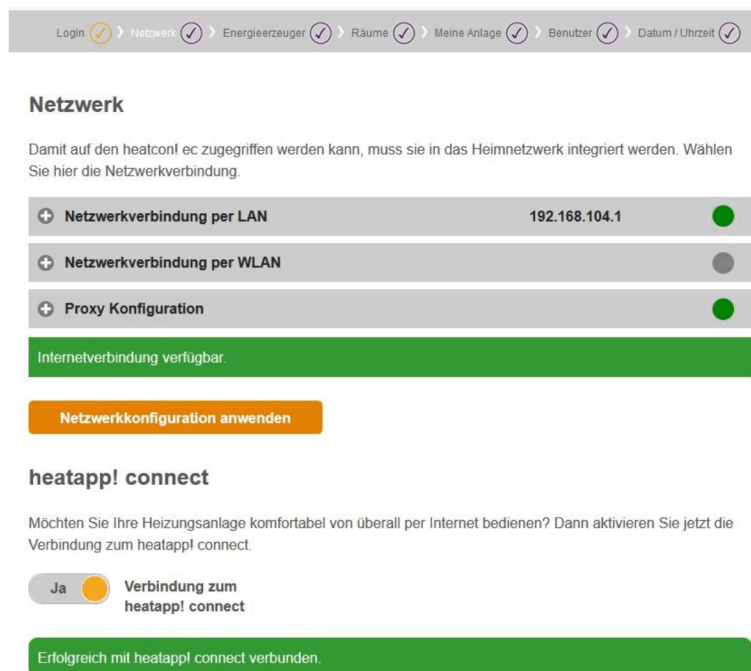 Login Netzwerk Energieerzeuger Räume Meine Anlage Benutzer Datum / Uhrzeit
Netzwerk
Damit auf den heatcon! ec zugegriffen werden kann, muss sie in das Heimnetzwerk integriert werden. Wählen
Sie hier die Netzwerkverbindung.
Netzwerkverbindung per LAN 192.168.104.1
Netzwerkverbindung per WLAN
Proxy Konfiguration
Internetverbindung verfügbar.
Netzwerkkonfiguration anwenden
heatapp! connect
Möchten Sie Ihre Heizungsanlage komfortabel von überall per Internet bedienen? Dann aktivieren Sie jetzt die
Verbindung zum heatapp! connect.
Ja Verbindung zum
heatapp! connect
Erfolgreich mit heatapp! connect verbunden.